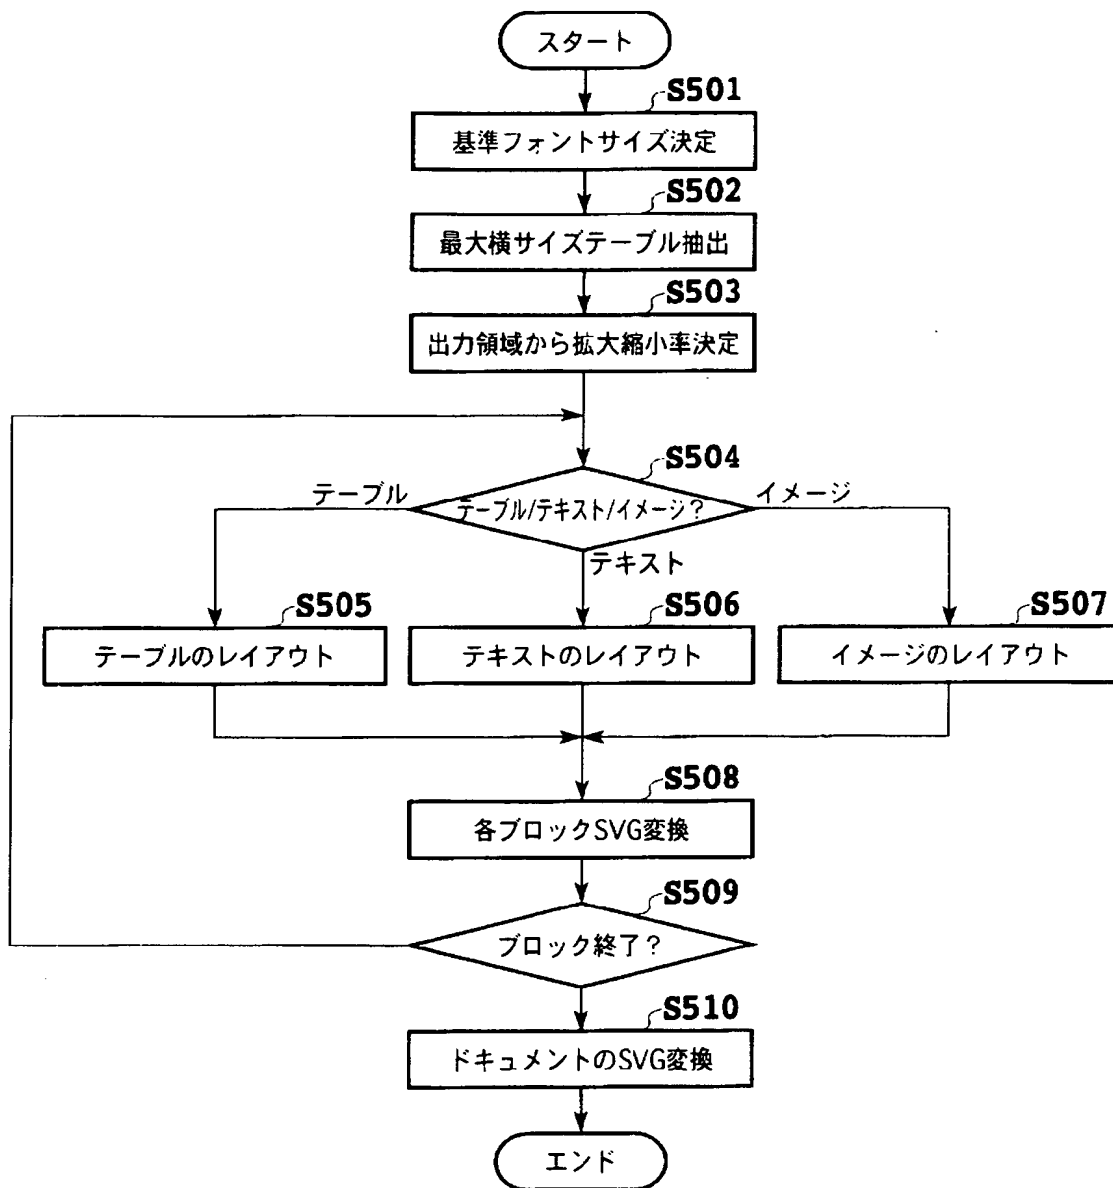 スタート
S501
基準フォントサイズ決定
S502
最大横サイズテーブル抽出
S503
出力領域から拡大縮小率決定
S504
テーブル
テーブル/テキスト/イメージ?
イメージ
テキスト
S505
テーブルのレイアウト
S506
テキストのレイアウト
S507
イメージのレイアウト
S508
各ブロックSVG変換
S509
ブロック終了?
S510
ドキュメントのSVG変換
エンド